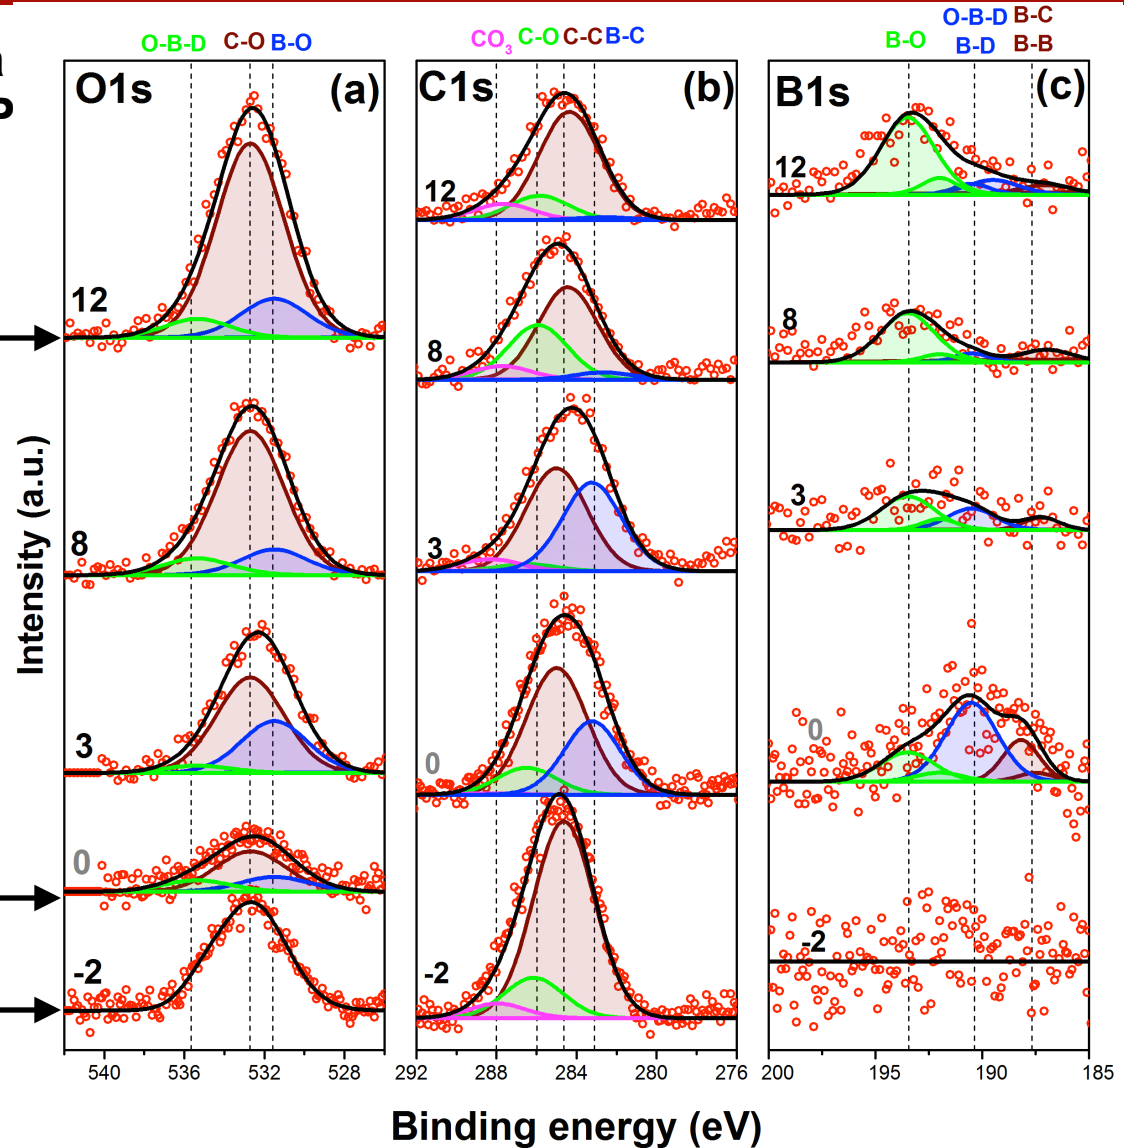 O-B-D B-C
O-B-D C-O B-O CO3 C-O C-C B-C B-O B-D B-B
O1s (a) C1s (b) B1s (c)
12 12 12
8 8 8
3 3 3
0 0 0
-2 -2 -2
Intensity (a.u.)
540 536 532 528 292 288 284 280 276 200 195 190 185
Binding energy (eV)